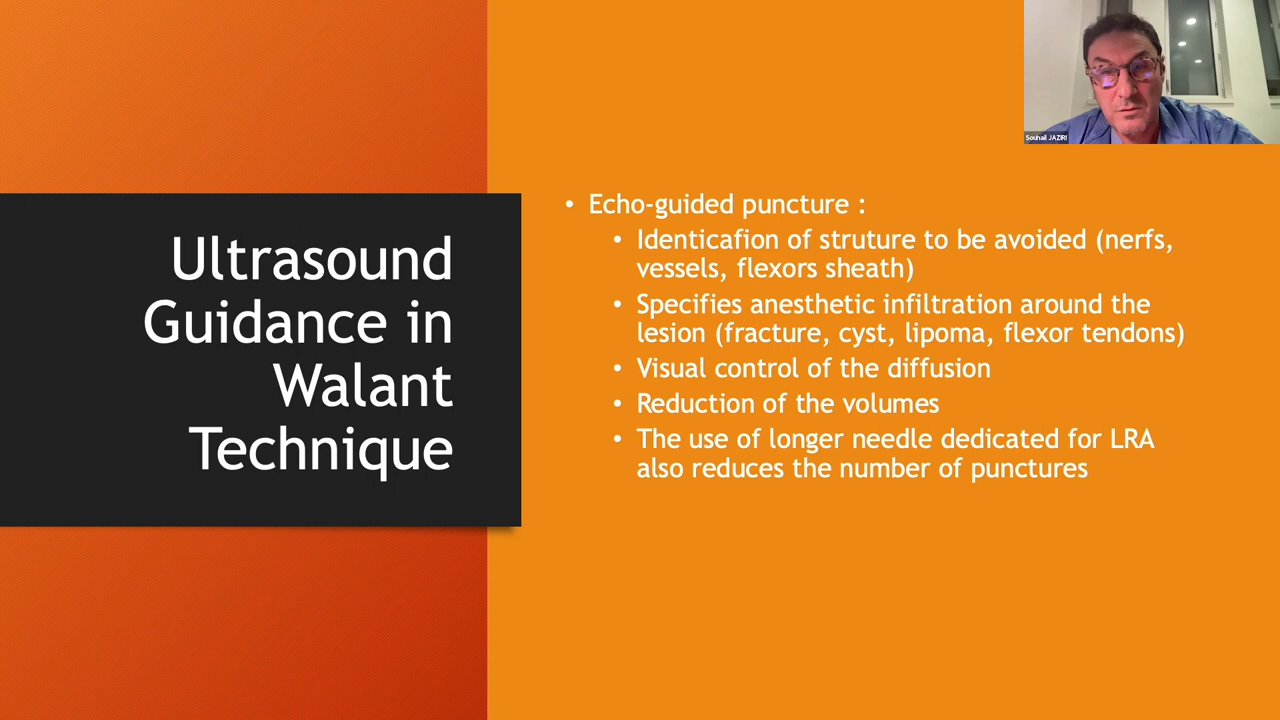 Ultrasound
Guidance in
Walant
Technique
• Echo-guided puncture :
• Identicafion of struture to be avoided (nerfs,
vessels, flexors sheath)
• Specifies anesthetic infiltration around the
lesion (fracture, cyst, lipoma, flexor tendons)
• Visual control of the diffusion
• Reduction of the volumes
• The use of longer needle dedicated for LRA
also reduces the number of punctures
Souhail JAZIRI